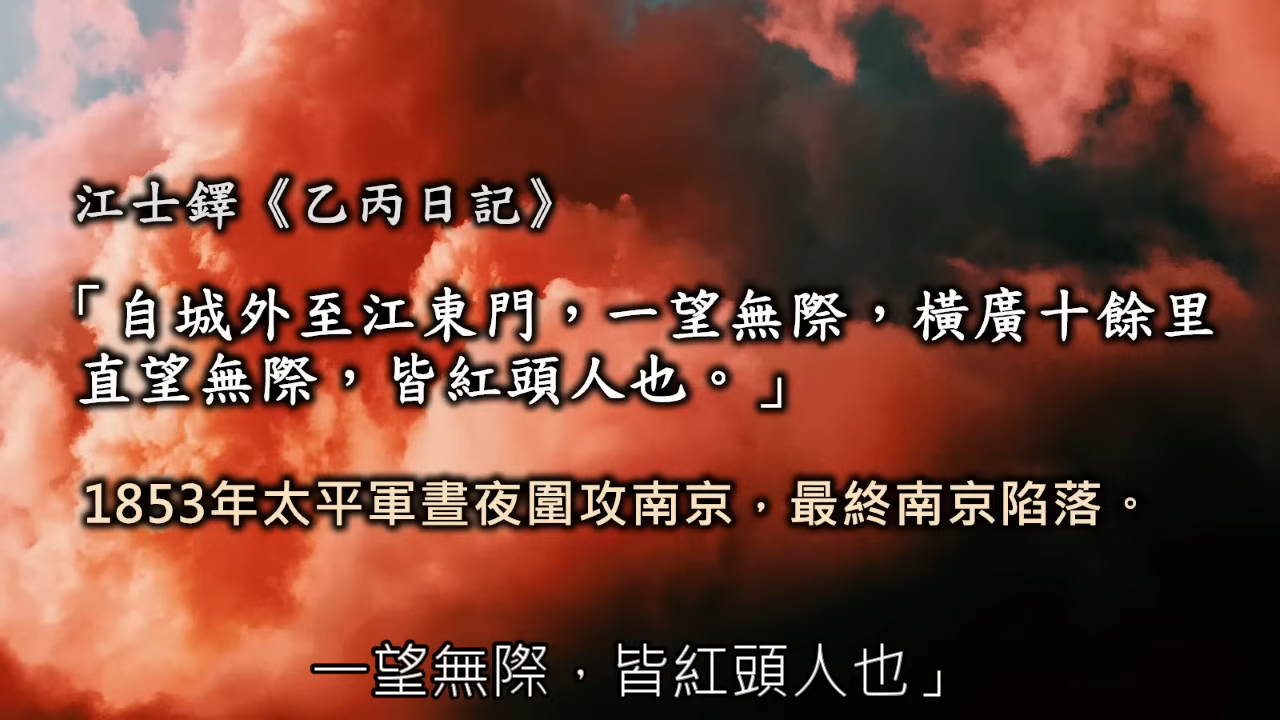 江士鐸《乙丙日記》
「自城外至江東門，一望無際，橫廣十餘里
直望無際，皆紅頭人也。」
1853年太平軍晝夜圍攻南京，最終南京陷落。
一望無際，皆紅頭人也」